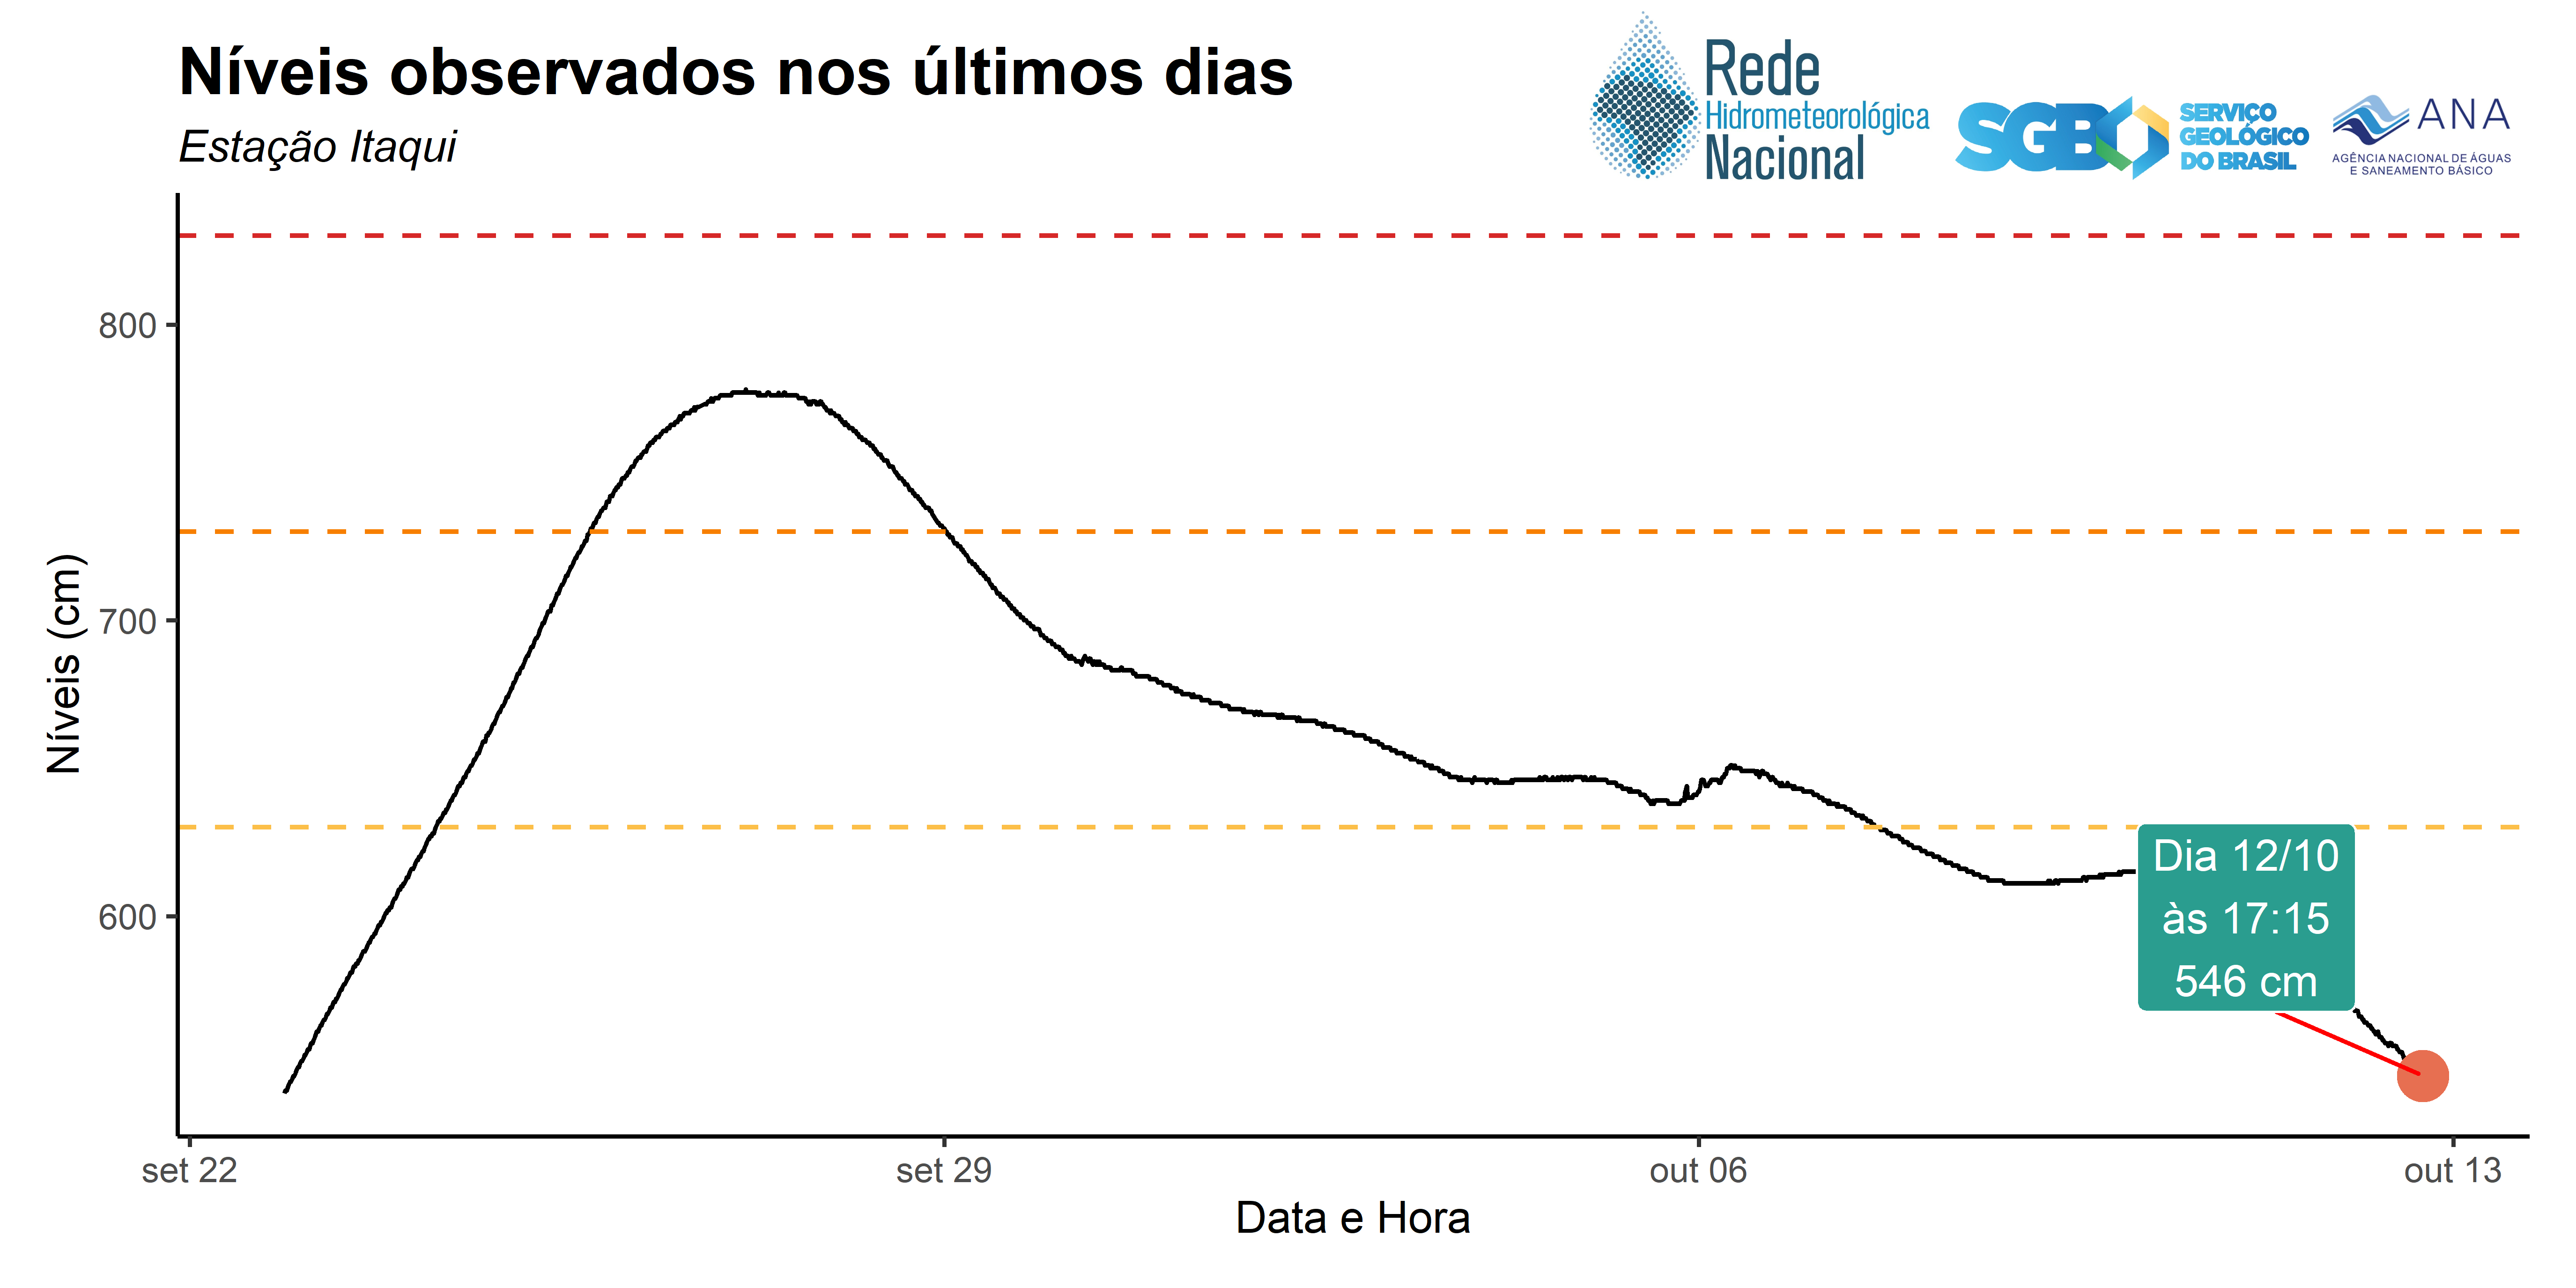 Níveis observados nos últimos dias
Estação Itaqui
Rede
Hidrometeorológica
Nacional
SGB
SERVIÇO
GEOLÓGICO
DO BRASIL
ANA
AGÊNCIA NACIONAL DE ÁGUAS
E SANEAMENTO BÁSICO
Níveis (cm)
800
700
600
Dia 12/10
às 17:15
546 cm
set 22
set 29
out 06
out 13
Data e Hora